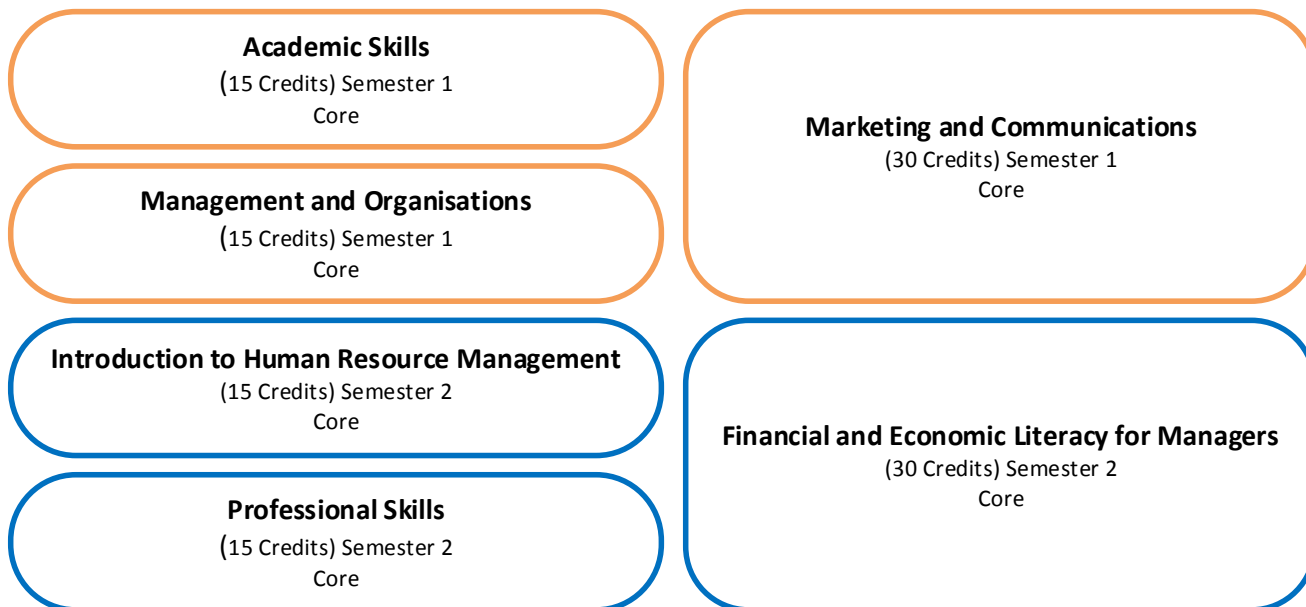 Academic Skills
(15 Credits) Semester 1
Core
Management and Organisations
(15 Credits) Semester 1
Core
Marketing and Communications
(30 Credits) Semester 1
Core
Introduction to Human Resource Management
(15 Credits) Semester 2
Core
Professional Skills
(15 Credits) Semester 2
Core
Financial and Economic Literacy for Managers
(30 Credits) Semester 2
Core